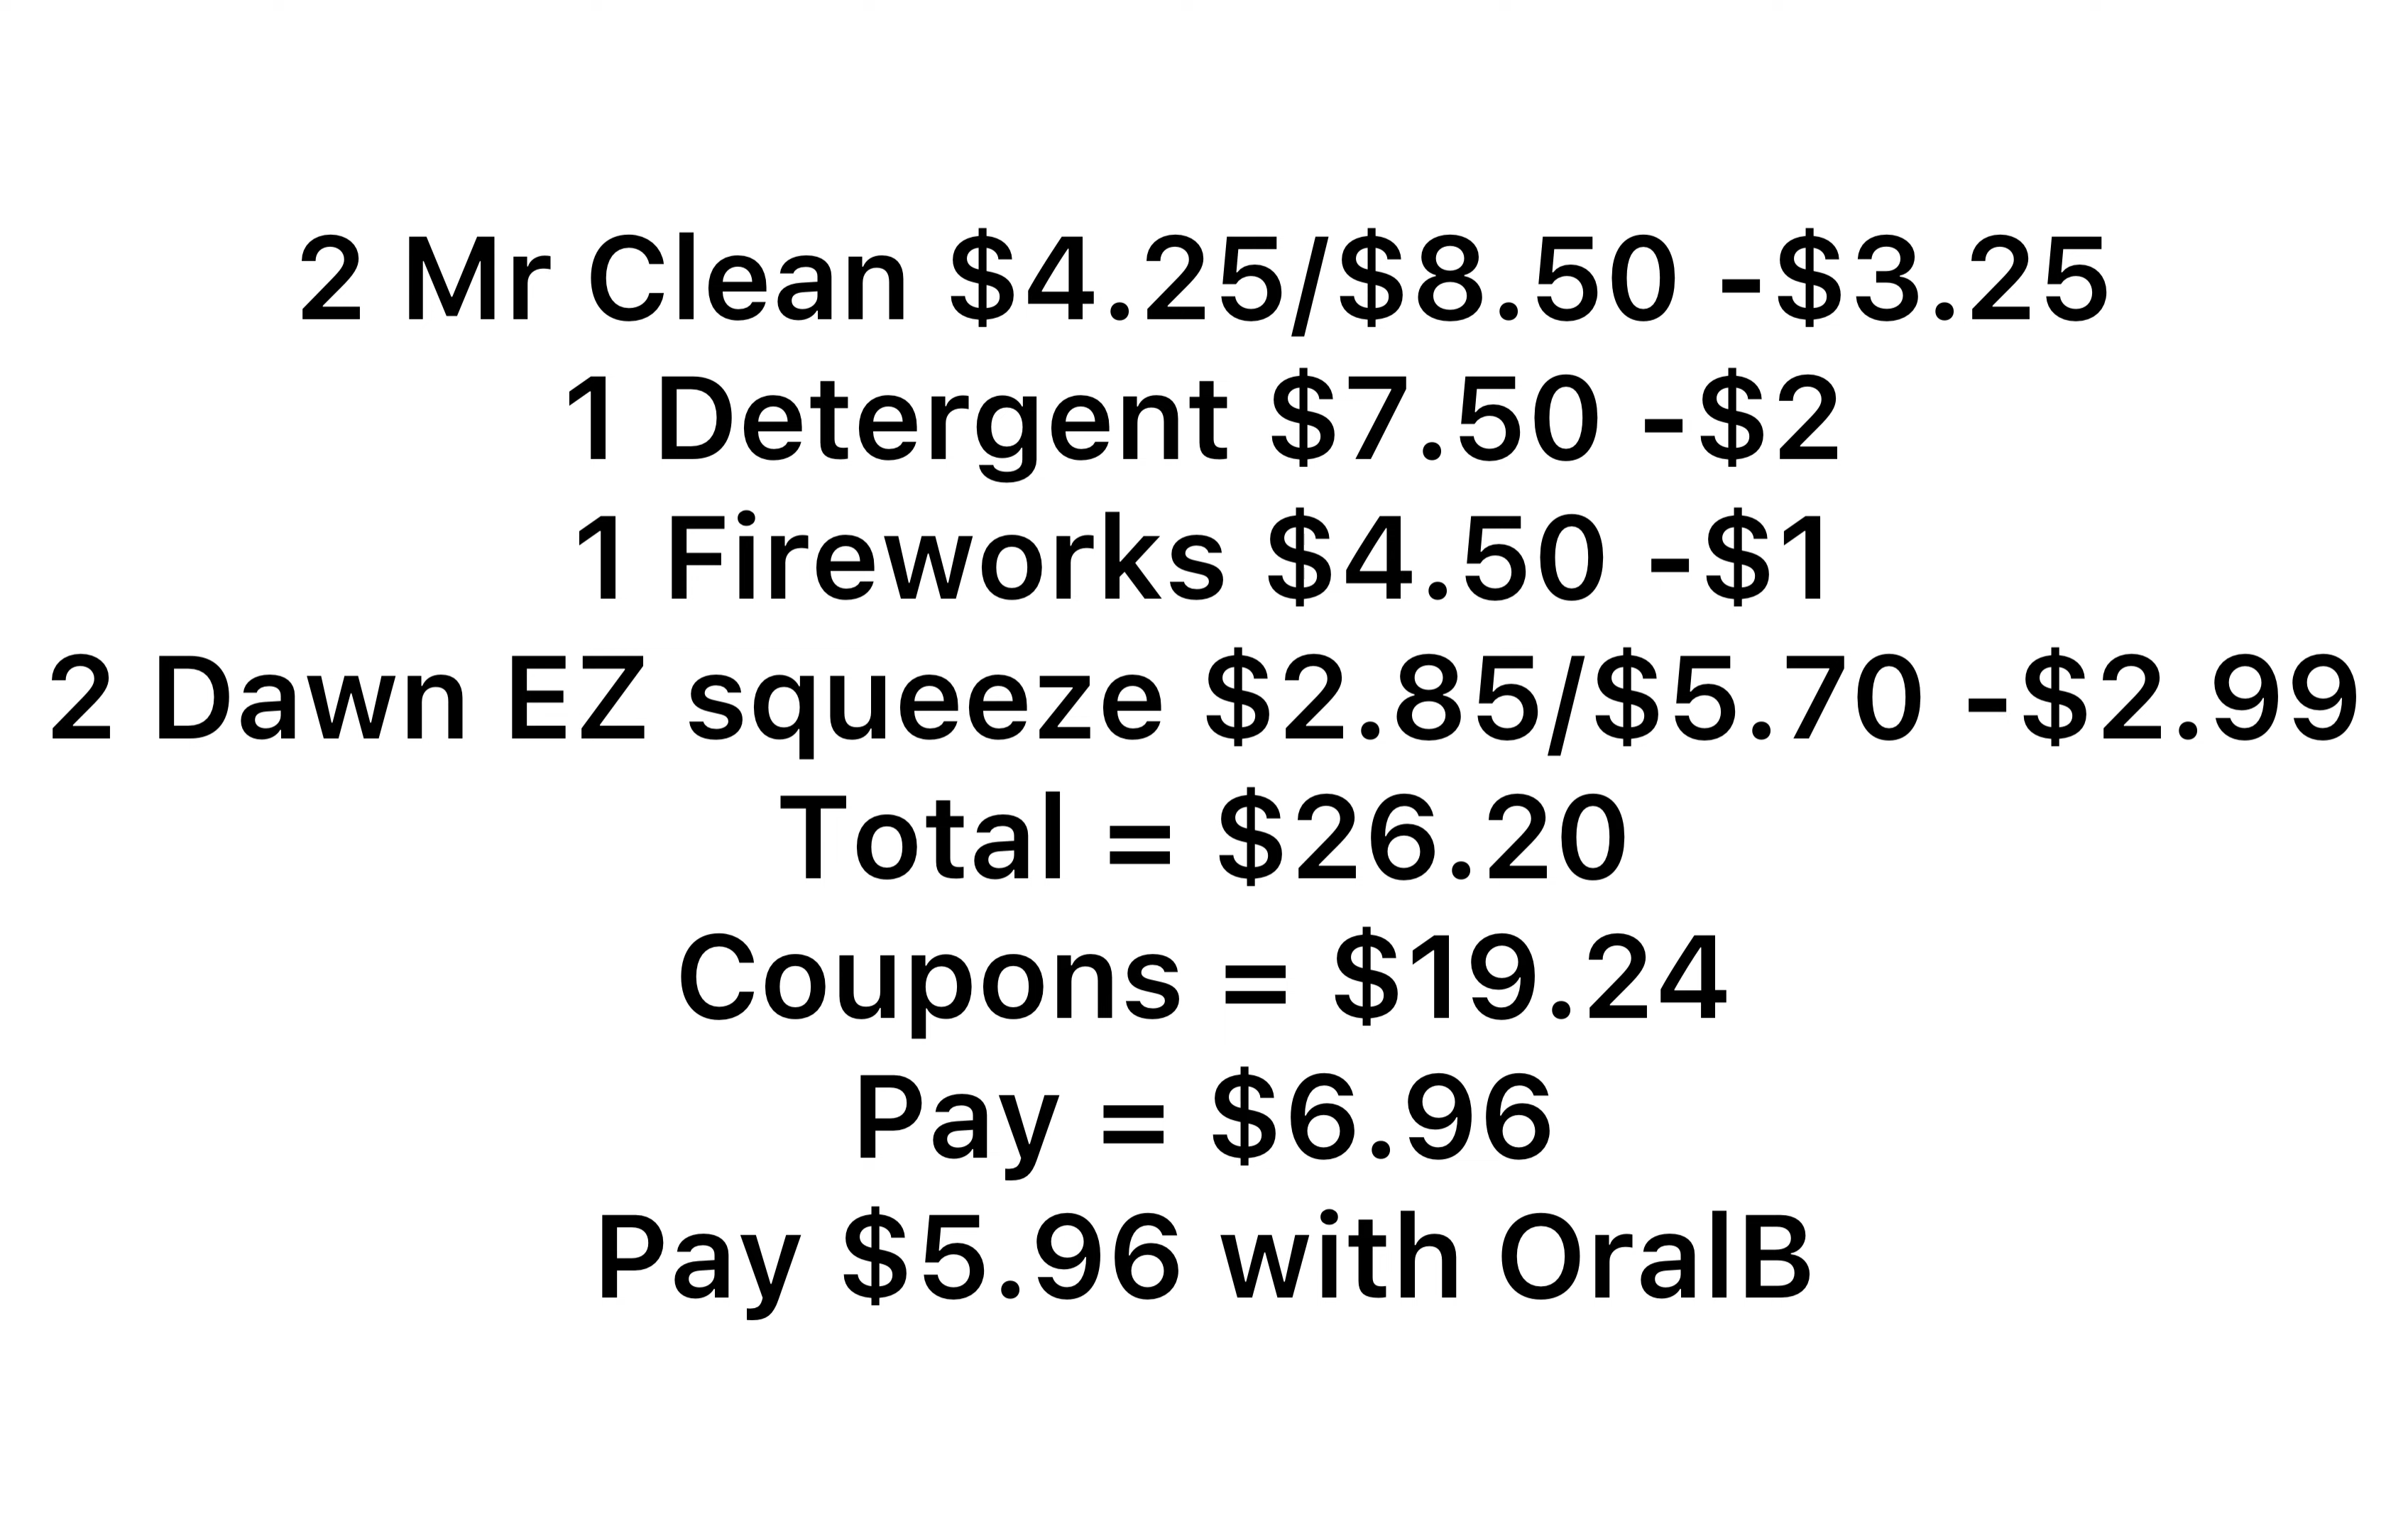 2 Mr Clean $4.25/$8.50 -$3.25
1 Detergent $7.50 -$2
1 Fireworks $4.50 -$1
2 Dawn EZ squeeze $2.85/$5.70 -$2.99
Total = $26.20
Coupons = $19.24
Pay = $6.96
Pay $5.96 with OralB